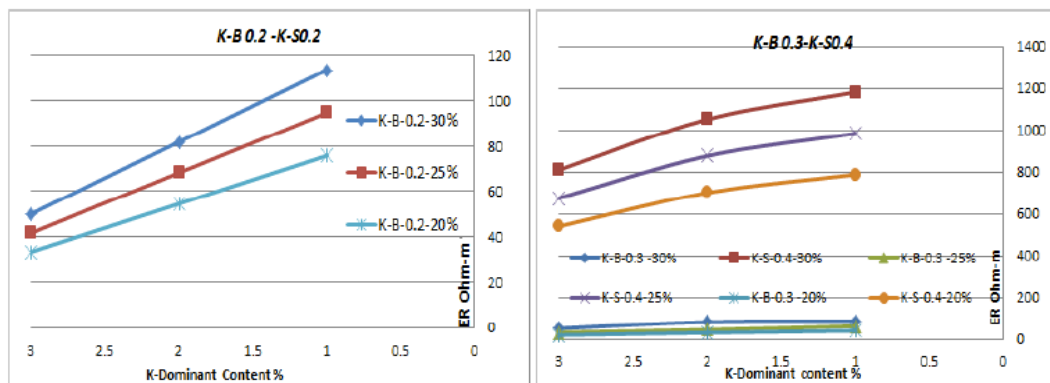 K-B 0.2 -K-S0.2
120
100
80
60
40
20
0
ER Ohm-m
K-B-0.2-30%
K-B-0.2-25%
K-B-0.2-20%
3 2.5 2 1.5 1 0.5 0
K-Dominant Content %
K-B 0.3-K-S0.4
1400
1200
1000
800
600
400
200
0
ER Ohm-m
K-B-0.3 -30% K-S-0.4-30% K-B-0.3 -25%
K-S-0.4-25% K-B-0.3-20% K-S-0.4-20%
3 2.5 2 1.5 1 0.5 0
K-Dominant content %